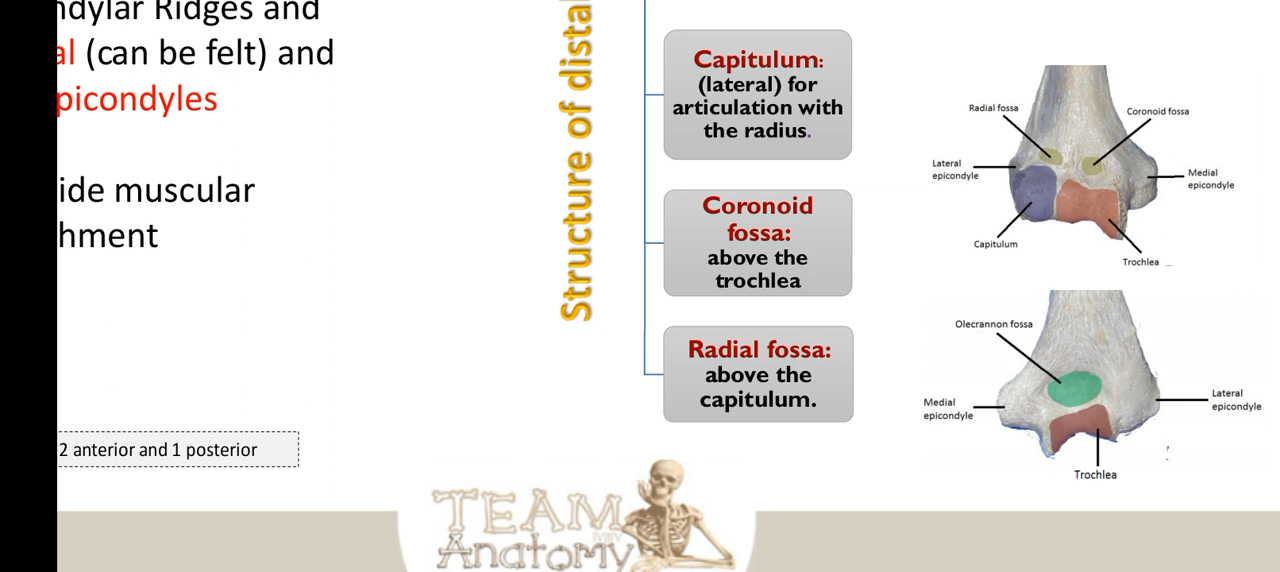 ndylar Ridges and
al (can be felt) and
picondyles
ide muscular
hment
2 anterior and 1 posterior
Structure of distal
Capitulum:
(lateral) for
articulation with
the radius.
Coronoid
fossa:
above the
trochlea
Radial fossa:
above the
capitulum.
Radial fossa
Coronoid fossa
Lateral
epicondyle
Medial
epicondyle
Capitulum
Trochlea
Olecrannon fossa
Medial
epicondyle
Lateral
epicondyle
Trochlea
TEAM
Anatomy